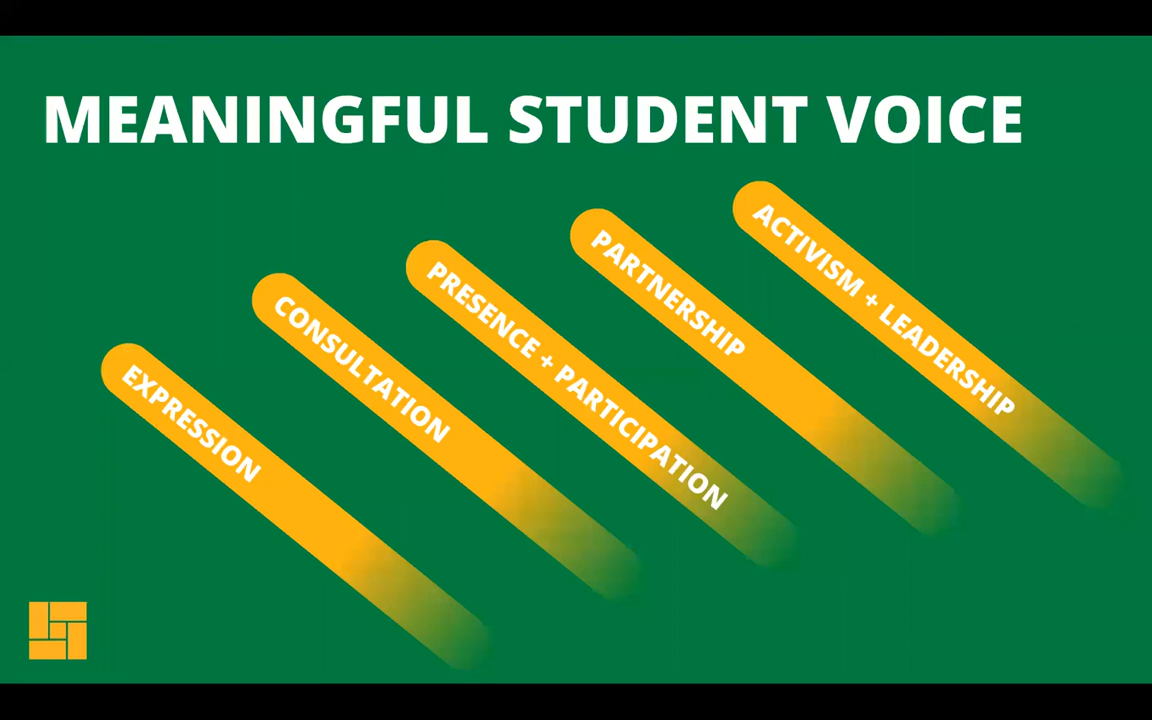 MEANINGFUL STUDENT VOICE
EXPRESSION
CONSULTATION
PRESENCE + PARTICIPATION
PARTNERSHIP
ACTIVISM + LEADERSHIP